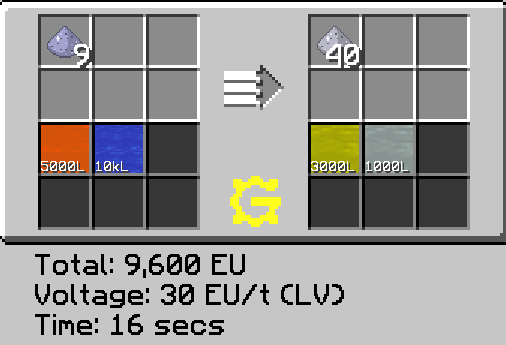 9
40
5000L 10kL
3000L 1000L
G
Total: 9,600 EU
Voltage: 30 EU/t (LV)
Time: 16 secs